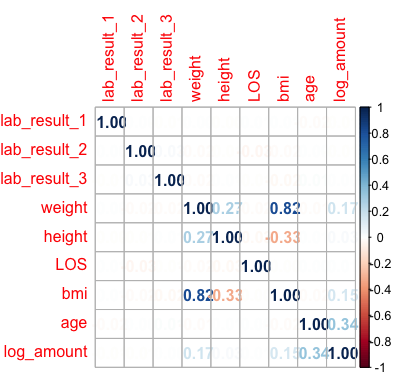 lab_result_1 lab_result_2 lab_result_3 weight height LOS bmi age log_amount
lab_result_1 1.00
lab_result_2 1.00
lab_result_3 1.00
weight 1.00 0.27 0.82 0.17
height 0.27 1.00 -0.33
LOS 1.00
bmi 0.82 -0.33 1.00 0.15
age 1.00 0.34
log_amount 0.17 0.15 0.34 1.00
1
0.8
0.6
0.4
0.2
0
-0.2
-0.4
-0.6
-0.8
-1